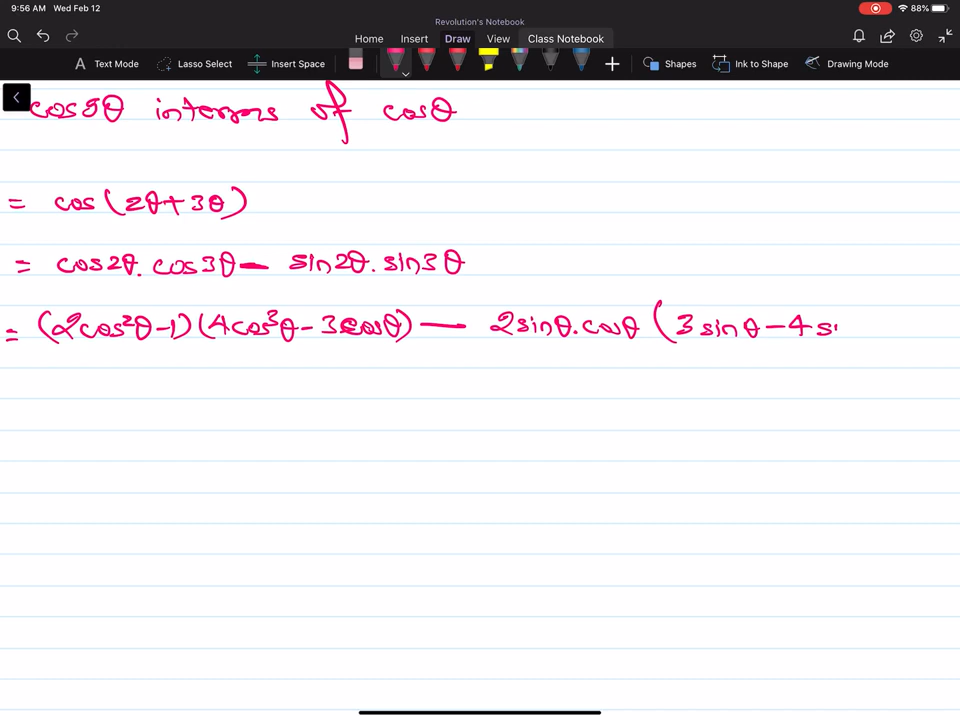 9:56 AM Wed Feb 12
88%
Revolution's Notebook
Home Insert Draw View Class Notebook
Text Mode Lasso Select Insert Space Shapes Ink to Shape Drawing Mode
cos5θ interms of cosθ
= cos(2θ+3θ)
= cos2θ. cos3θ - sin2θ. sin3θ
= (2cos²θ-1)(4cos³θ-3cosθ) - 2sinθ.cosθ (3sinθ-4si